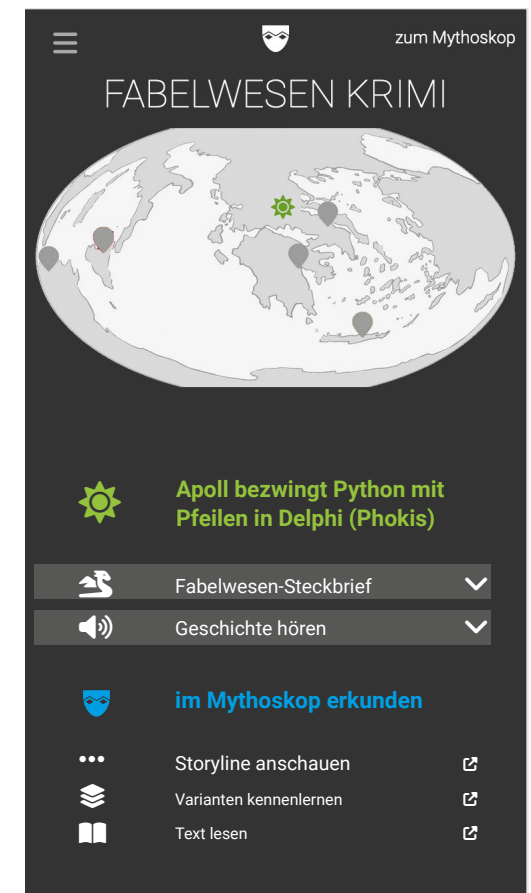 zum Mythoskop
FABELWESEN KRIMI
Apoll bezwingt Python mit
Pfeilen in Delphi (Phokis)
Fabelwesen-Steckbrief
Geschichte hören
im Mythoskop erkunden
Storyline anschauen
Varianten kennenlernen
Text lesen